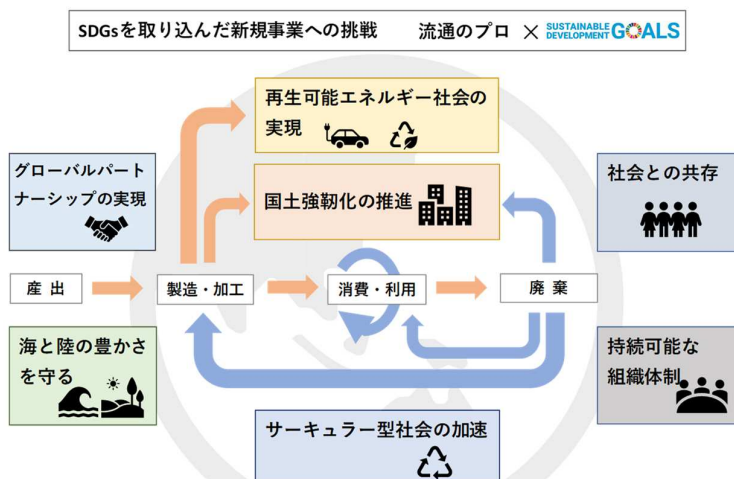 SDGsを取り込んだ新規事業への挑戦 流通のプロ × SUSTAINABLE DEVELOPMENT GOALS
再生可能エネルギー社会の
実現
グローバルパート
ナーシップの実現
国土強靭化の推進
社会との共存
産出
製造・加工
消費・利用
廃棄
海と陸の豊かさ
を守る
持続可能な
組織体制
サーキュラー型社会の加速